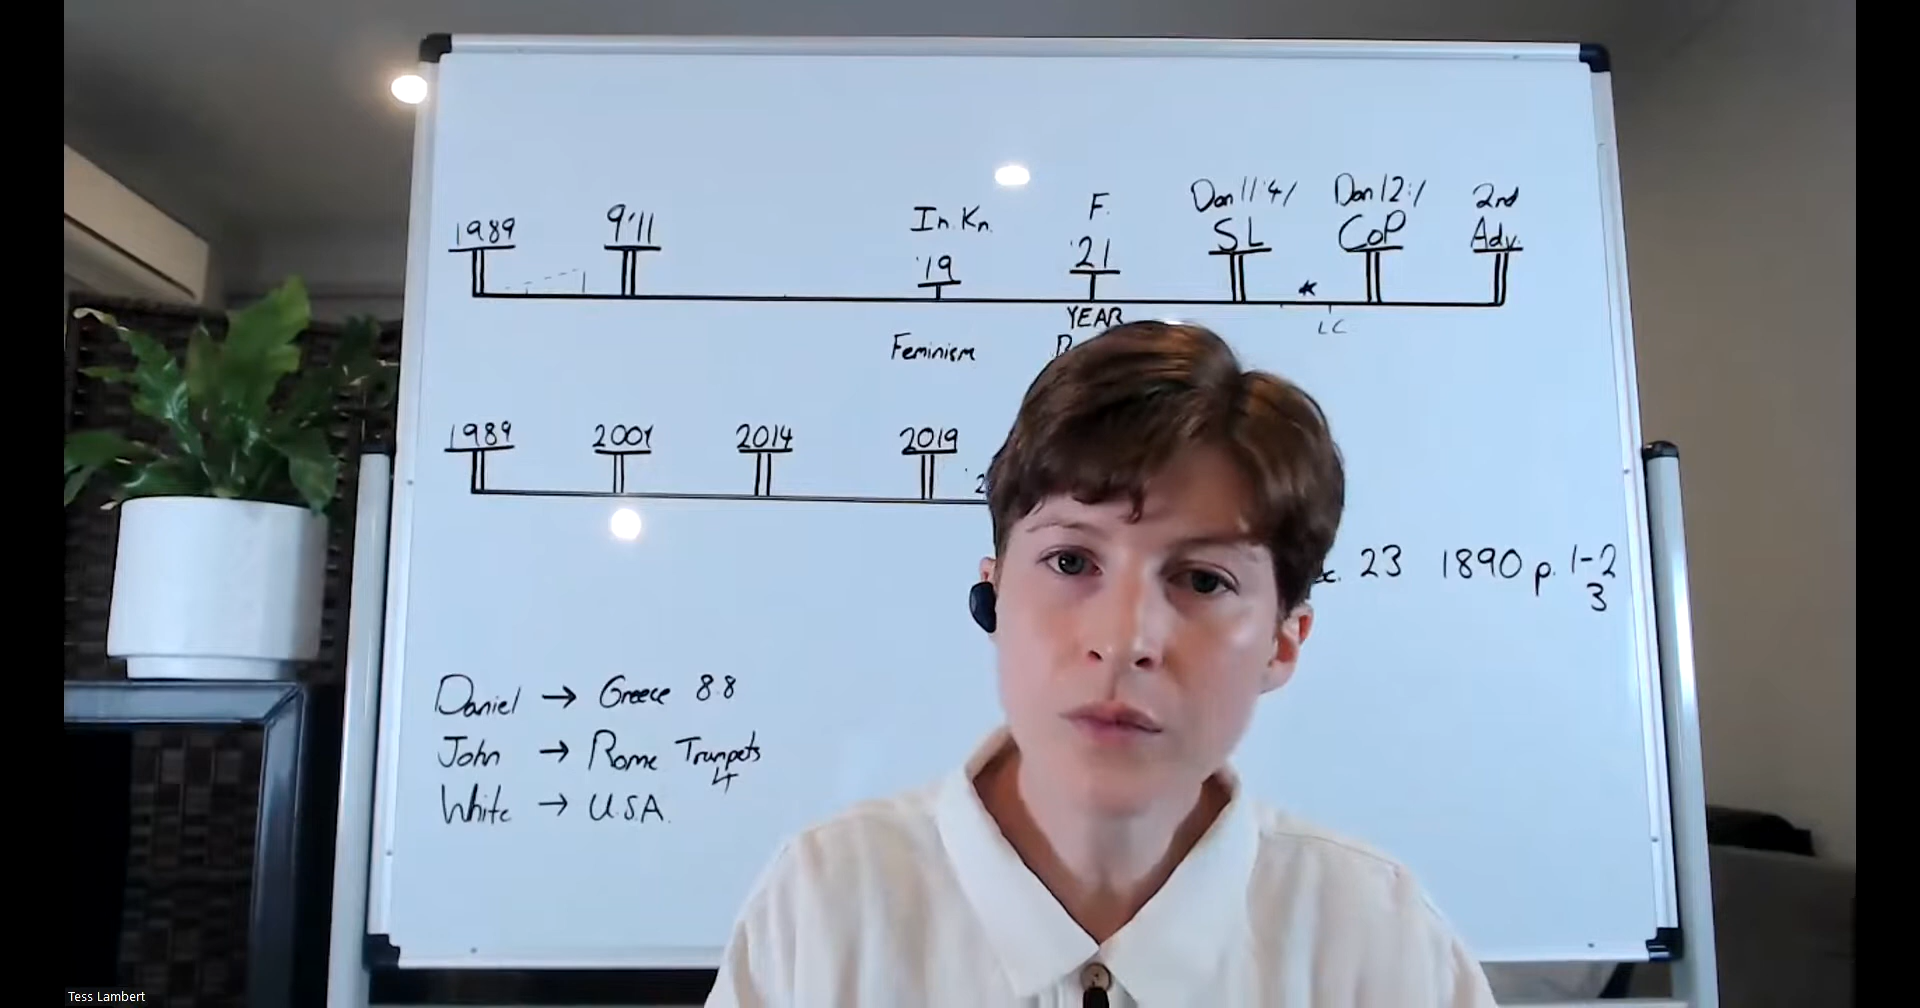 Dan 11:41 Dan 12:1 2nd
In. Kn. F.
1989 9/11 '19 '21 SL CoP Adv.
YEAR LC
Feminism
1989 2001 2014 2019
23 1890 p. 1-2
3
Daniel → Greece 8.8
John → Rome Trumpets
4
White → U.S.A.
Tess Lambert